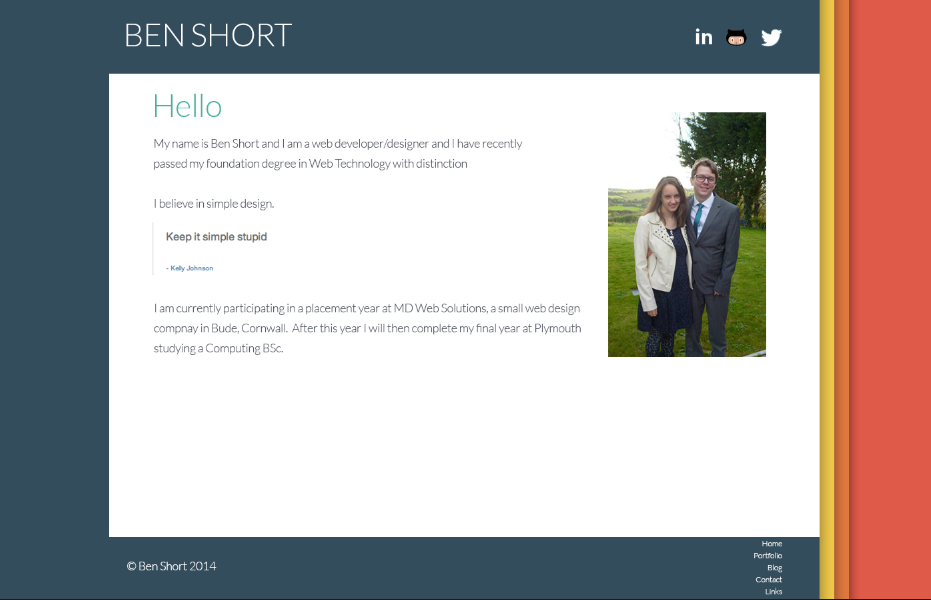 BEN SHORT
in
Hello
My name is Ben Short and I am a web developer/designer and I have recently
passed my foundation degree in Web Technology with distinction
I believe in simple design.
Keep it simple stupid
- Kelly Johnson
I am currently participating in a placement year at MD Web Solutions, a small web design
compnay in Bude, Cornwall. After this year I will then complete my final year at Plymouth
studying a Computing BSc.
© Ben Short 2014
Home
Portfolio
Blog
Contact
Links